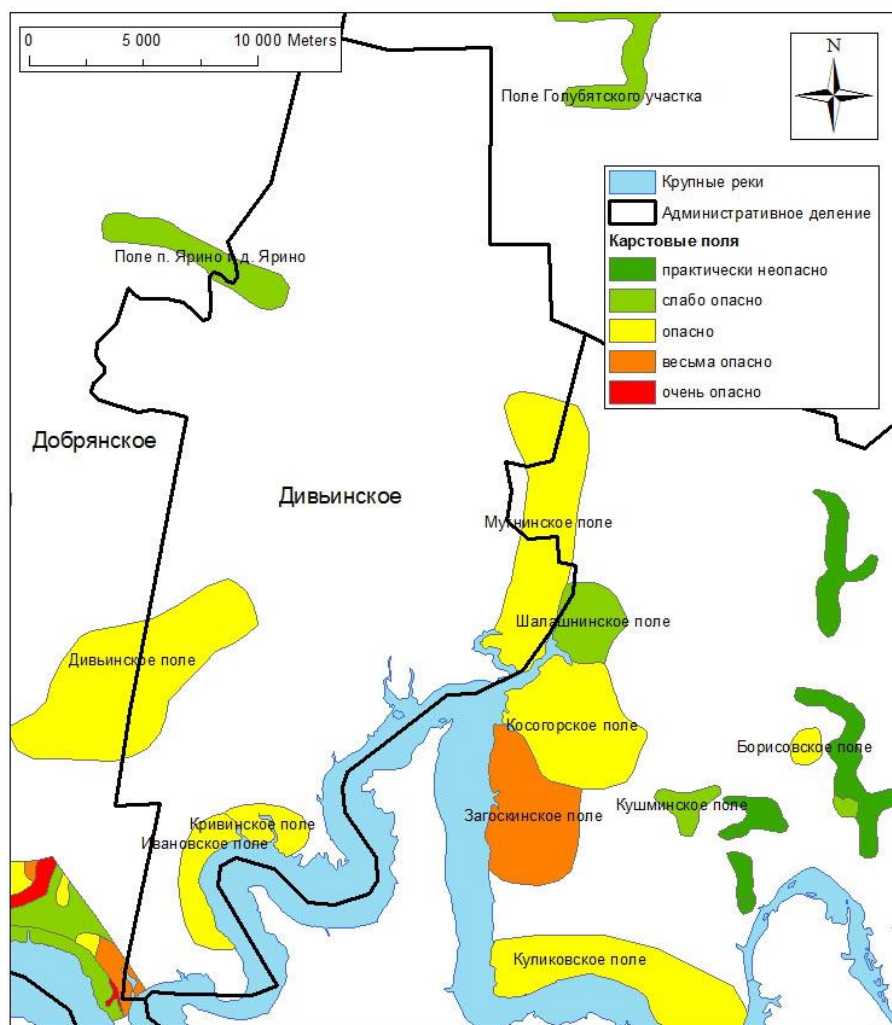 0 5 000 10 000 Meters
N
Поле Голубятского участка
Крупные реки
Административное деление
Карстовые поля
практически неопасно
слабо опасно
опасно
весьма опасно
очень опасно
Поле п. Ярино и д. Ярино
Добрянское
Дивьинское
Мутнинское поле
Шалашнинское поле
Дивьинское поле
Косогорское поле
Борисовское поле
Кушминское поле
Загоскинское поле
Кривинское поле
Ивановское поле
Куликовское поле